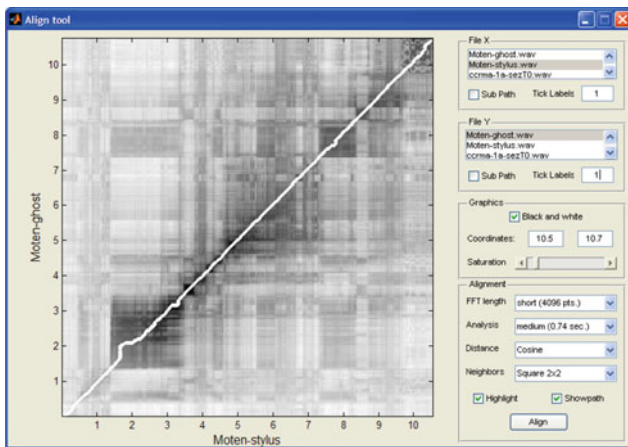 Align tool
10
9
8
7
6
5
4
3
2
1
Moten-ghost
1 2 3 4 5 6 7 8 9 10
Moten-stylus
File X
Moten-ghost.wav
Moten-stylus.wav
ccrma-1a-sezT0.wav
Sub Path Tick Labels 1
File Y
Moten-ghost.wav
Moten-stylus.wav
ccrma-1a-sezT0.wav
Sub Path Tick Labels 1
Graphics
Black and white
Coordinates: 10.5 10.7
Saturation
Alignment
FFT length short (4096 pts.)
Analysis medium (0.74 sec.)
Distance Cosine
Neighbors Square 2x2
Highlight Showpath
Align